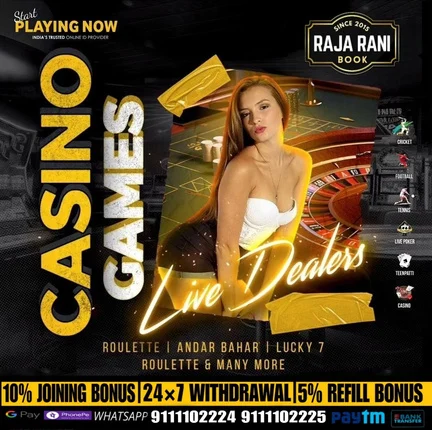 Start
PLAYING NOW
INDIA'S TRUSTED ONLINE ID PROVIDER
SINCE 2015
RAJA RANI
BOOK
CASINO
GAMES
CRICKET
FOOTBALL
TENNIS
LIVE POKER
TEENPATTI
CASINO
Live Dealers
ROULETTE | ANDAR BAHAR | LUCKY 7
ROULETTE & MANY MORE
10% JOINING BONUS|24×7 WITHDRAWAL|5% REFILL BONUS
G Pay PhonePe WHATSAPP 9111102224 9111102225 paytm BANK TRANSFER